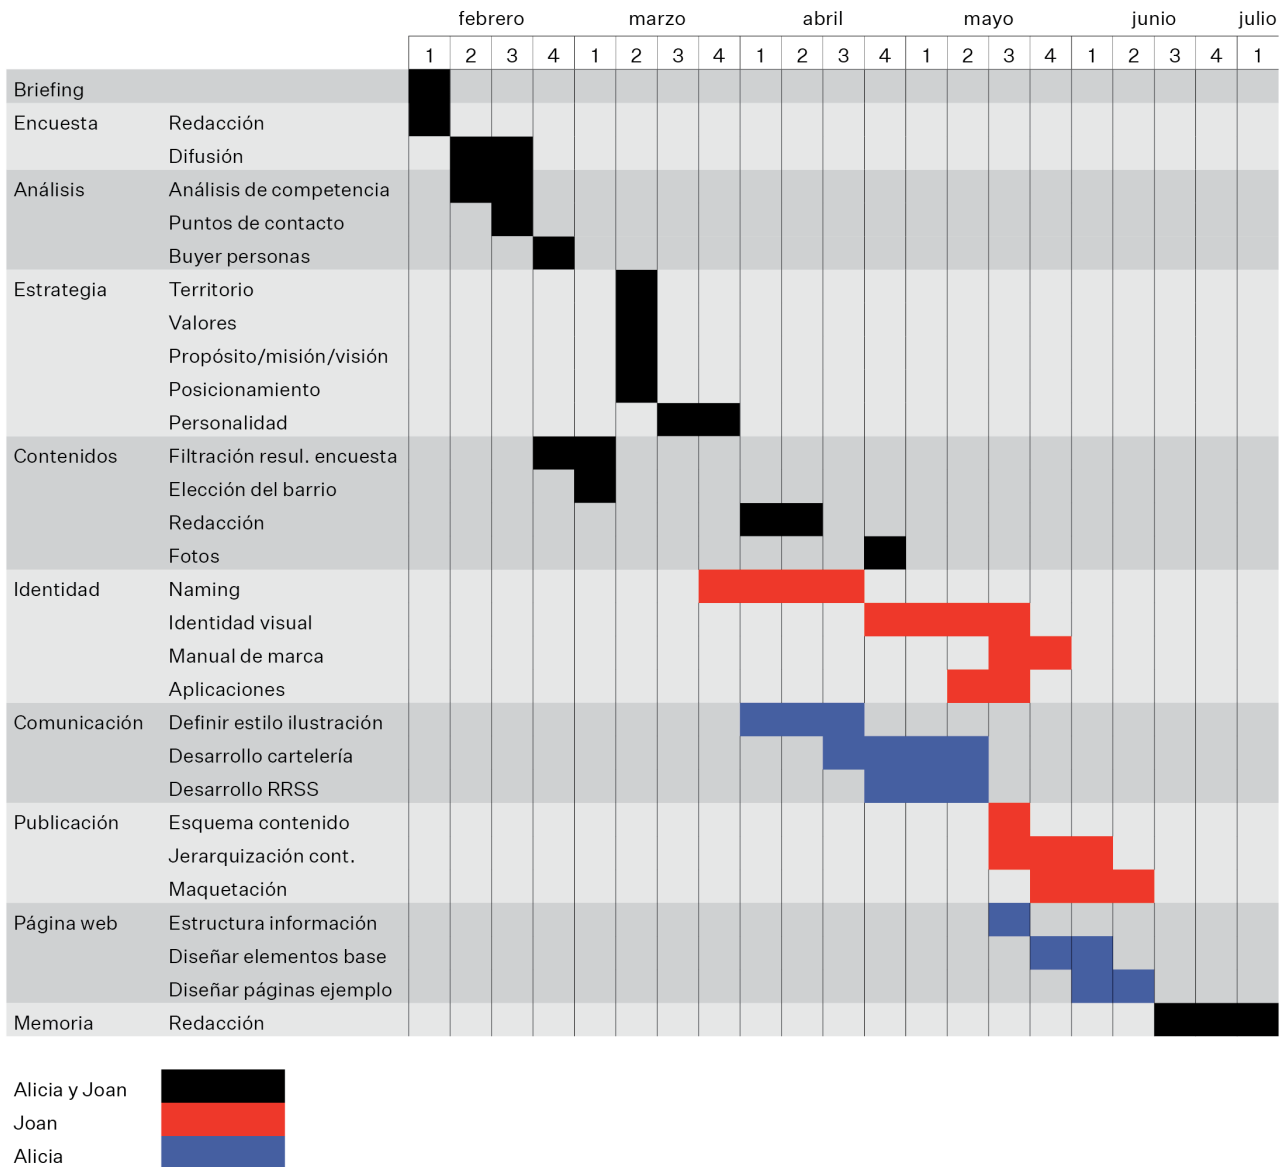 febrero marzo abril mayo junio julio
1 2 3 4 1 2 3 4 1 2 3 4 1 2 3 4 1 2 3 4 1
Briefing
Encuesta Redacción
Difusión
Análisis Análisis de competencia
Puntos de contacto
Buyer personas
Estrategia Territorio
Valores
Propósito/misión/visión
Posicionamiento
Personalidad
Contenidos Filtración resul. encuesta
Elección del barrio
Redacción
Fotos
Identidad Naming
Identidad visual
Manual de marca
Aplicaciones
Comunicación Definir estilo ilustración
Desarrollo cartelería
Desarrollo RRSS
Publicación Esquema contenido
Jerarquización cont.
Maquetación
Página web Estructura información
Diseñar elementos base
Diseñar páginas ejemplo
Memoria Redacción
Alicia y Joan
Joan
Alicia